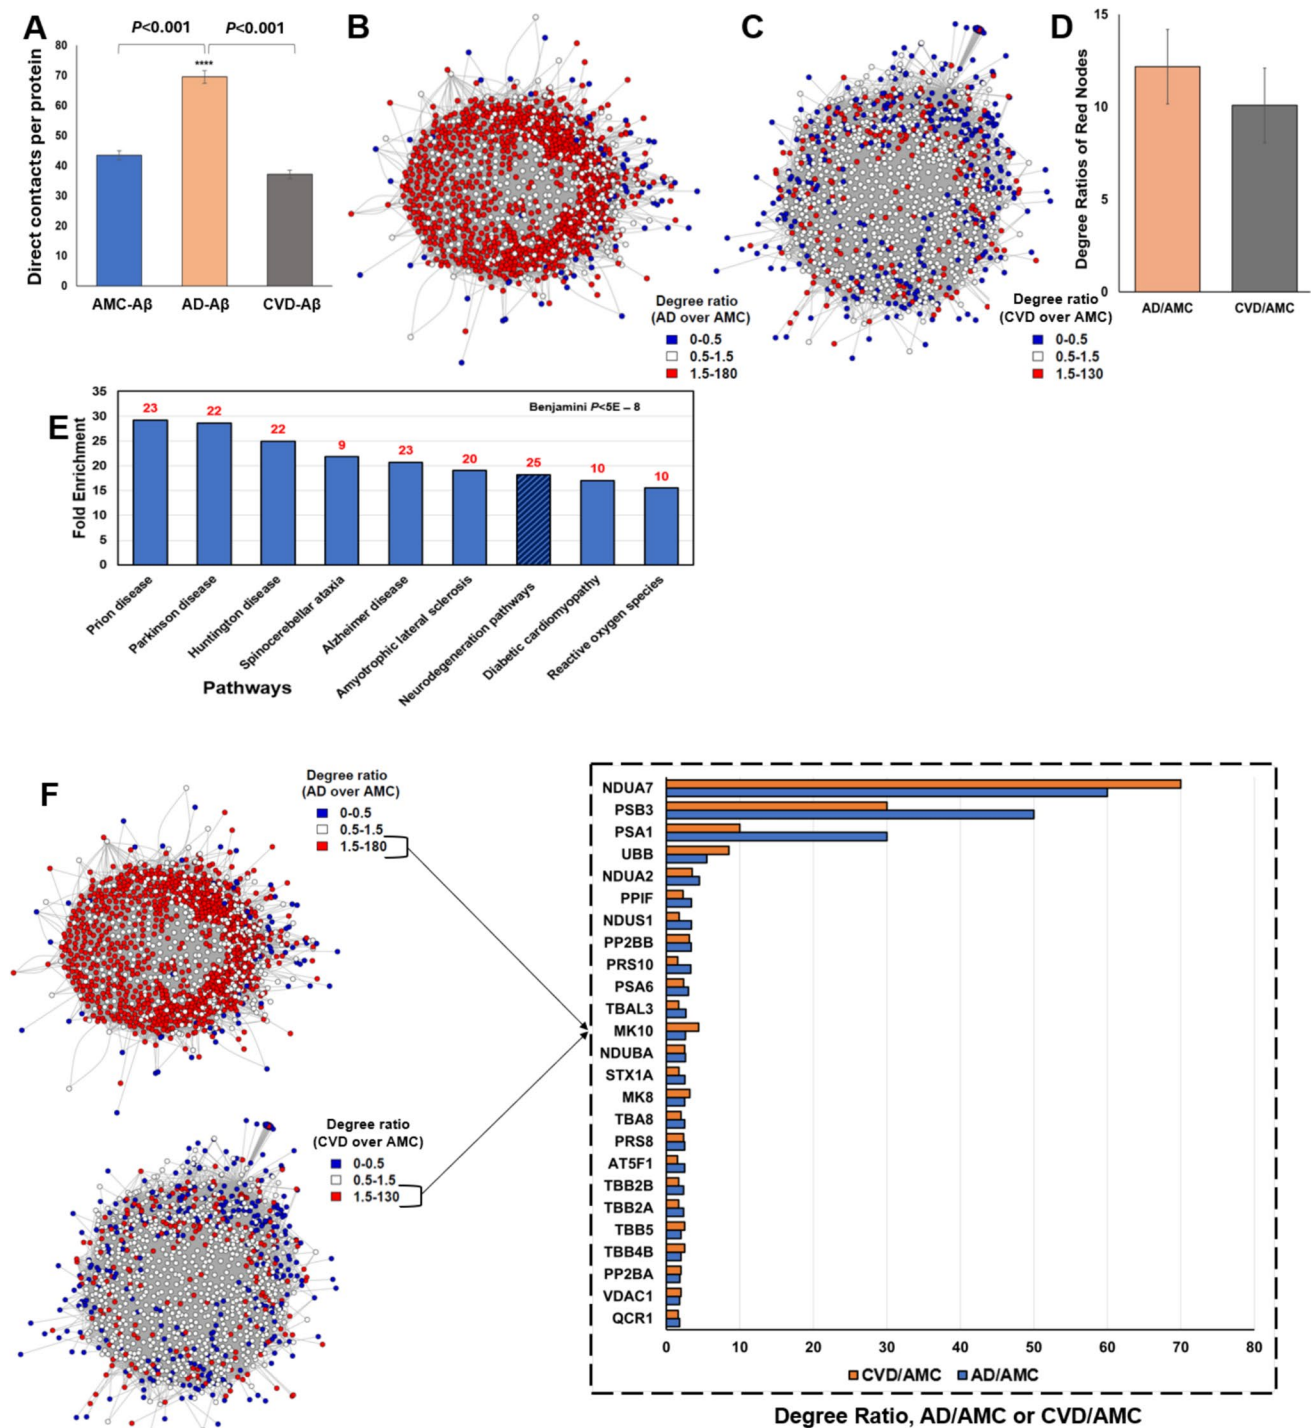 A
P<0.001
P<0.001
****
Direct contacts per protein
80
70
60
50
40
30
20
10
0
AMC-Aβ
AD-Aβ
CVD-Aβ
B
Degree ratio
(AD over AMC)
0-0.5
0.5-1.5
1.5-180
C
Degree ratio
(CVD over AMC)
0-0.5
0.5-1.5
1.5-130
D
Degree Ratios of Red Nodes
15
10
5
0
AD/AMC
CVD/AMC
E
Fold Enrichment
35
30
25
20
15
10
5
0
Benjamini P<5E – 8
23
22
22
9
23
20
25
10
10
Prion disease
Parkinson disease
Huntington disease
Spinocerebellar ataxia
Alzheimer disease
Amyotrophic lateral sclerosis
Neurodegeneration pathways
Diabetic cardiomyopathy
Reactive oxygen species
Pathways
F
Degree ratio
(AD over AMC)
0-0.5
0.5-1.5
1.5-180
Degree ratio
(CVD over AMC)
0-0.5
0.5-1.5
1.5-130
NDUA7
PSB3
PSA1
UBB
NDUA2
PPIF
NDUS1
PP2BB
PRS10
PSA6
TBAL3
MK10
NDUBA
STX1A
MK8
TBA8
PRS8
AT5F1
TBB2B
TBB2A
TBB5
TBB4B
PP2BA
VDAC1
QCR1
0 10 20 30 40 50 60 70 80
CVD/AMC AD/AMC
Degree Ratio, AD/AMC or CVD/AMC